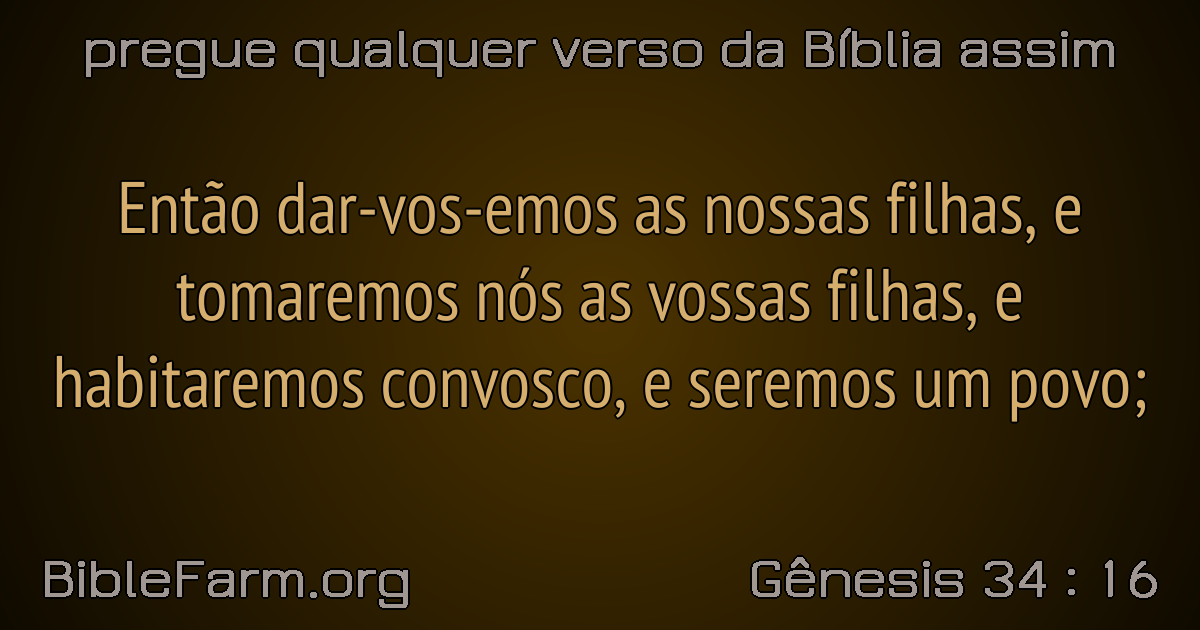 pregue qualquer verso da Bíblia assim
Então dar-vos-emos as nossas filhas, e
tomaremos nós as vossas filhas, e
habitaremos convosco, e seremos um povo;
BibleFarm.org
Gênesis 34 : 16